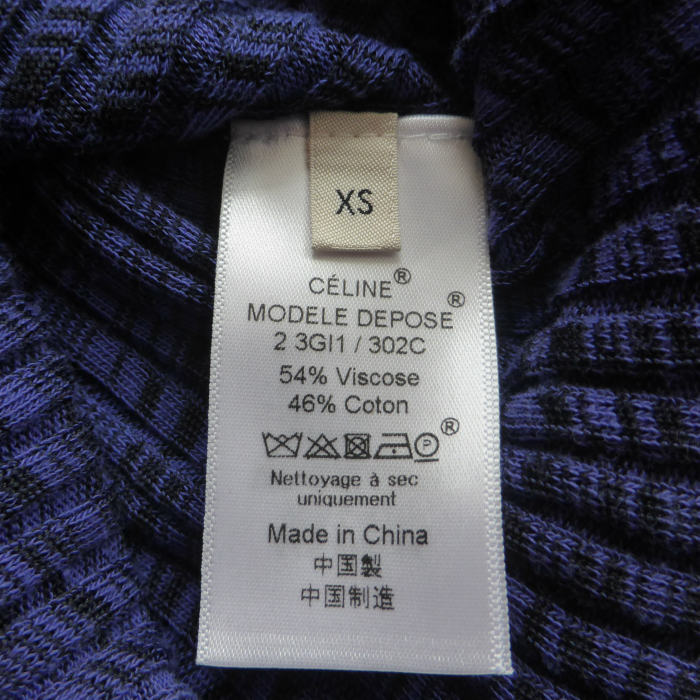 XS
CÉLINE®
MODELE DEPOSE®
2 3GI1 / 302C
54% Viscose
46% Coton
P ®
Nettoyage à sec
uniquement
Made in China
中国製
中国制造